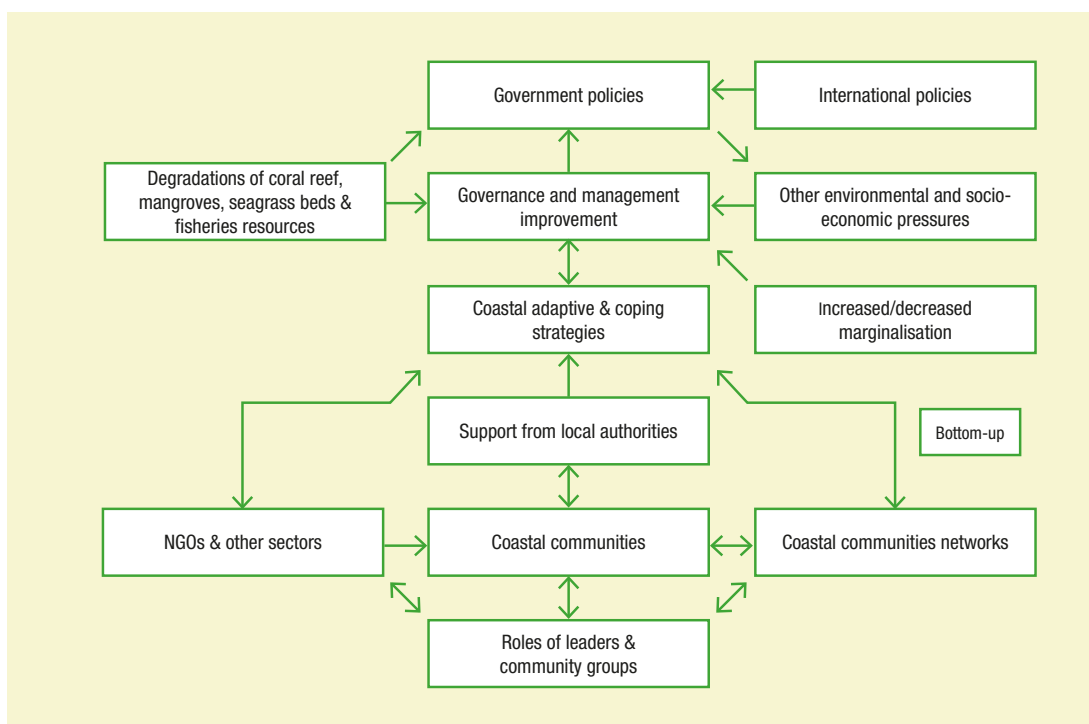 Government policies
International policies
Degradations of coral reef,
mangroves, seagrass beds &
fisheries resources
Governance and management
improvement
Other environmental and socio-
economic pressures
Coastal adaptive & coping
strategies
Increased/decreased
marginalisation
Support from local authorities
Bottom-up
NGOs & other sectors
Coastal communities
Coastal communities networks
Roles of leaders &
community groups